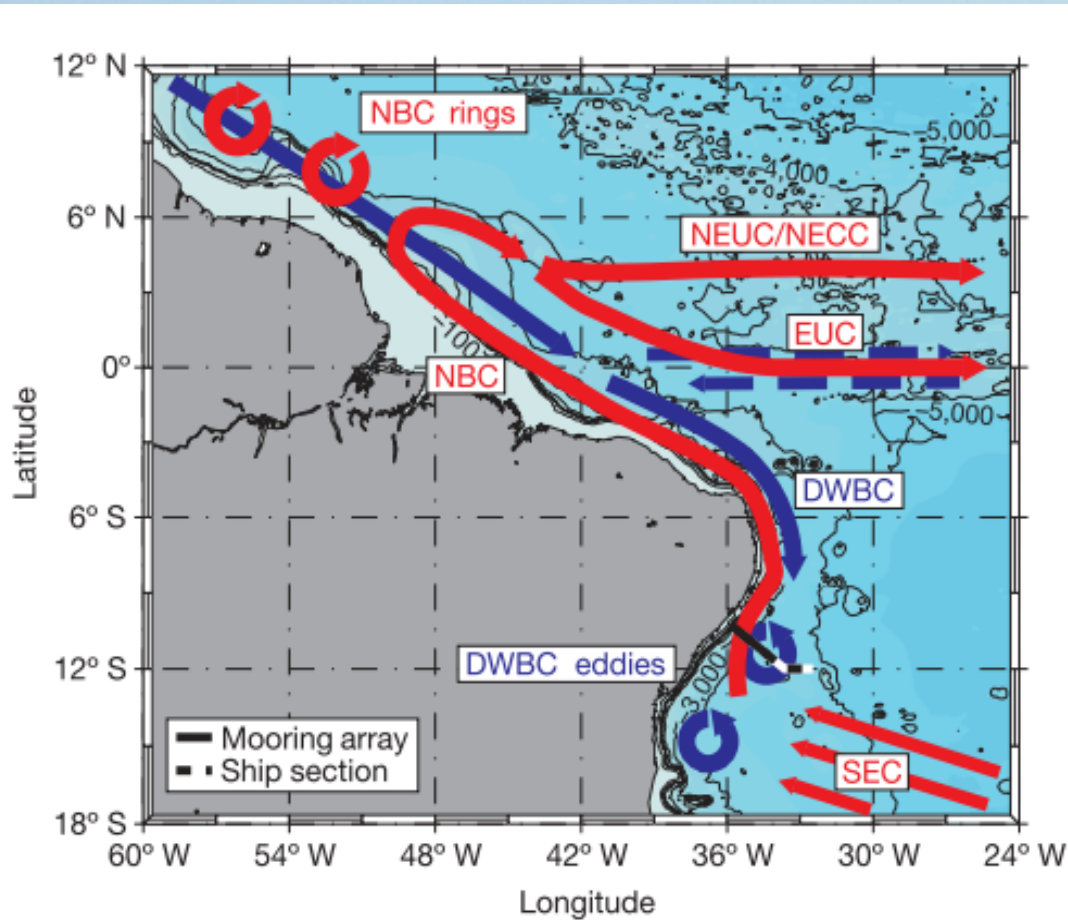 12° N
6° N
0°
6° S
12° S
18° S
Latitude
NBC rings
5,000
4,000
NEUC/NECC
EUC
-100
NBC
5,000
DWBC
DWBC eddies
3,000
Mooring array
Ship section
SEC
60° W
54° W
48° W
42° W
36° W
30° W
24° W
Longitude